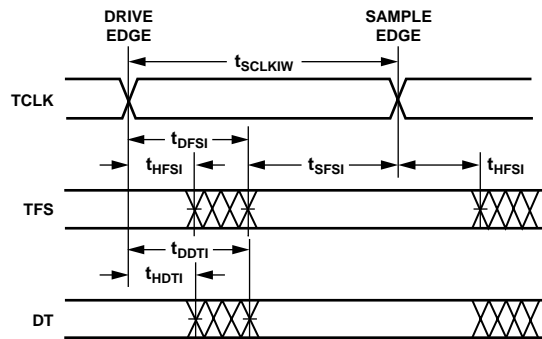 DRIVE
EDGE
SAMPLE
EDGE
tSCLKIW
TCLK
tDFSI
tHFSI
tSFSI
tHFSI
TFS
tDDTI
tHDTI
DT